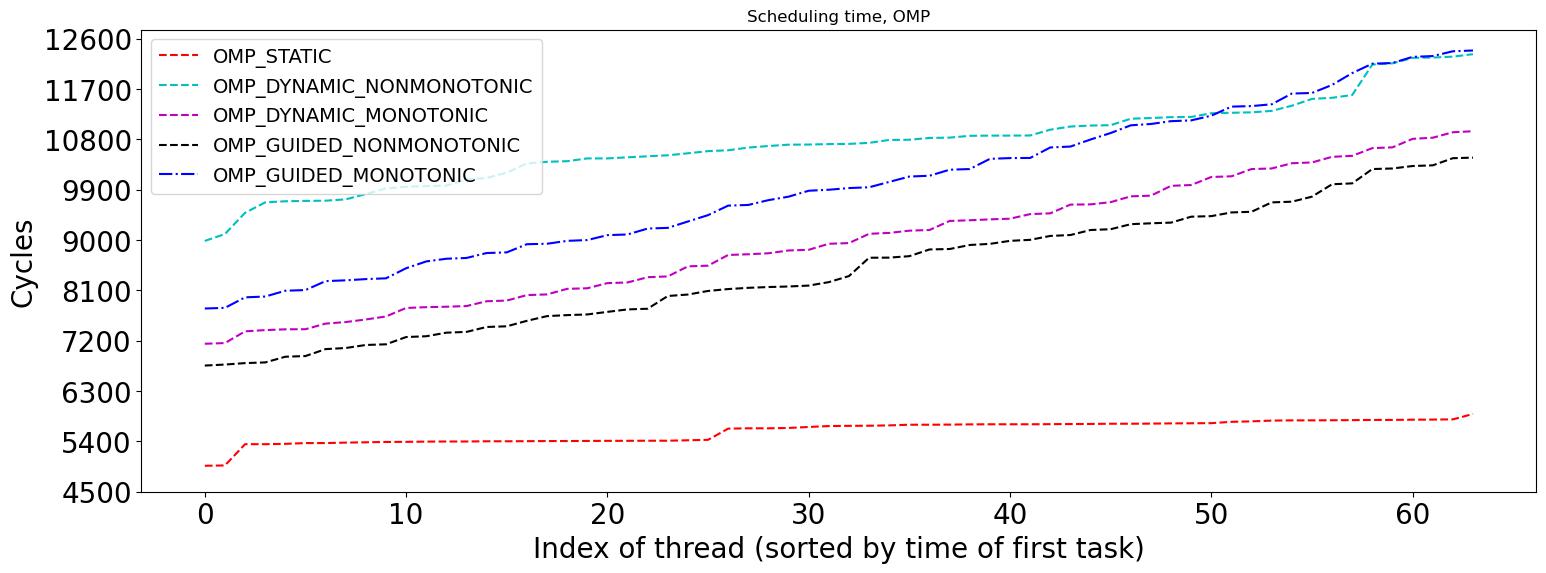 Scheduling time, OMP
12600
11700
10800
9900
9000
8100
7200
6300
5400
4500
Cycles
OMP_STATIC
OMP_DYNAMIC_NONMONOTONIC
OMP_DYNAMIC_MONOTONIC
OMP_GUIDED_NONMONOTONIC
OMP_GUIDED_MONOTONIC
0 10 20 30 40 50 60
Index of thread (sorted by time of first task)